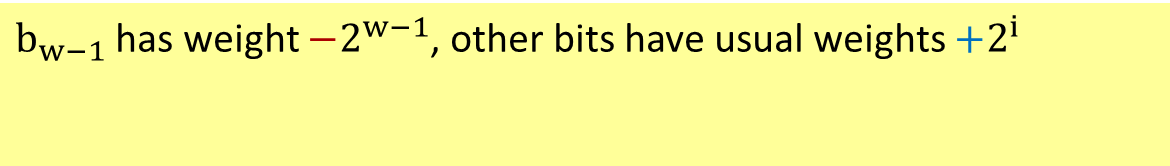 b_{w−1} has weight −2^{w−1}, other bits have usual weights +2^{i}